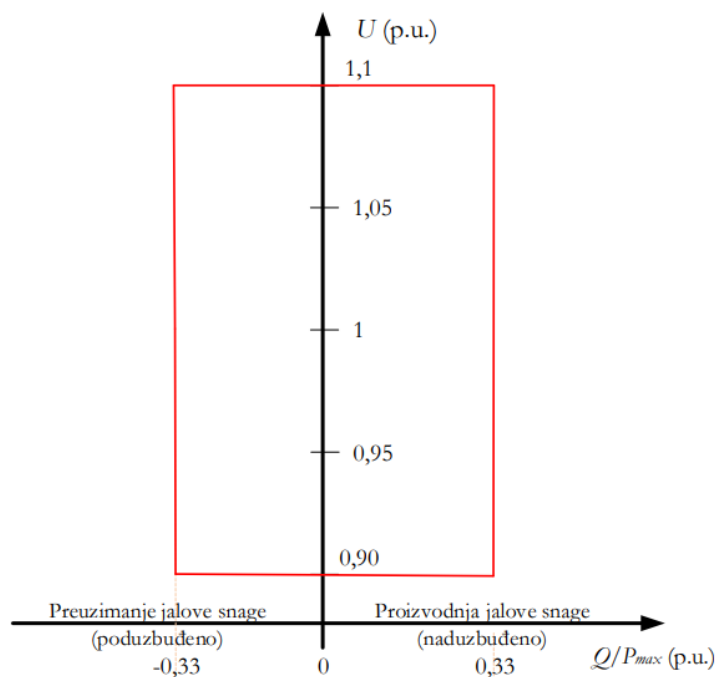 U (p.u.)
1,1
1,05
1
0,95
0,90
Preuzimanje jalove snage
(poduzbuđeno)
Proizvodnja jalove snage
(naduzbuđeno)
-0,33
0
0,33
Q/Pmax (p.u.)